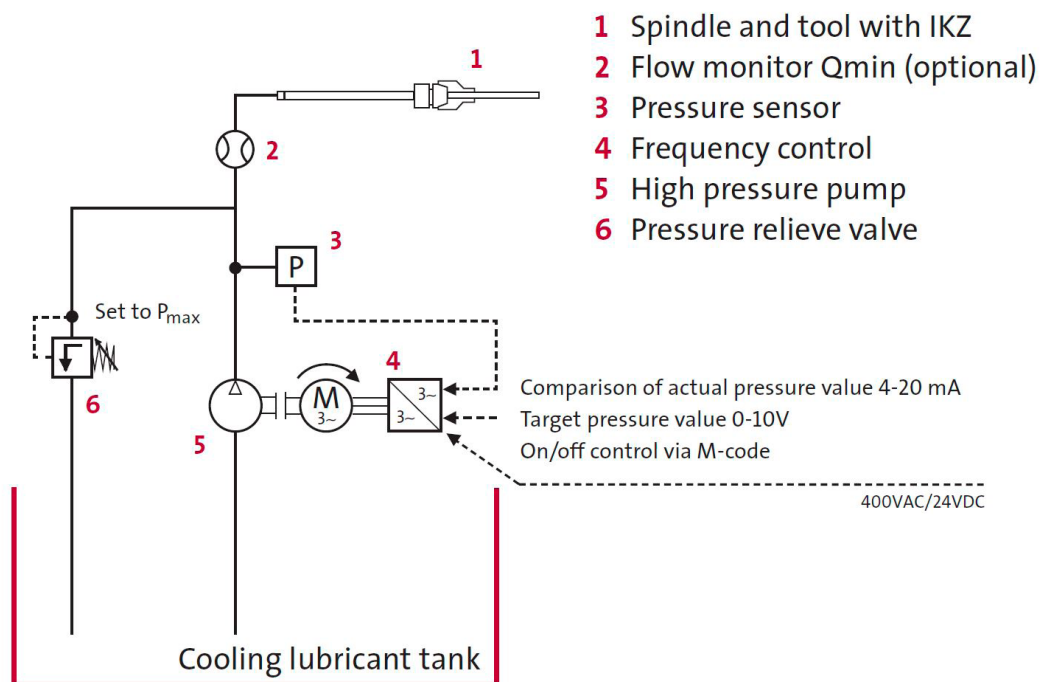 1 Spindle and tool with IKZ
2 Flow monitor Qmin (optional)
3 Pressure sensor
4 Frequency control
5 High pressure pump
6 Pressure relieve valve
1
2
3
P
Set to Pmax
4
6
M
3~
3~
3~
5
Comparison of actual pressure value 4-20 mA
Target pressure value 0-10V
On/off control via M-code
400VAC/24VDC
Cooling lubricant tank